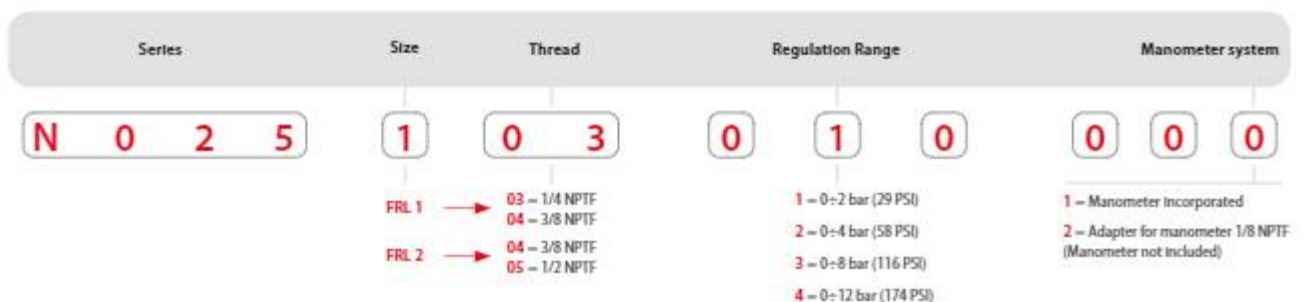 Series Size Thread Regulation Range Manometer system
N 0 2 5 1 0 3 0 1 0 0 0 0
FRL 1
03 = 1/4 NPTF
04 = 3/8 NPTF
FRL 2
04 = 3/8 NPTF
05 = 1/2 NPTF
1 = 0÷2 bar (29 PSI)
2 = 0÷4 bar (58 PSI)
3 = 0÷8 bar (116 PSI)
4 = 0÷12 bar (174 PSI)
1 = Manometer incorporated
2 = Adapter for manometer 1/8 NPTF
(Manometer not included)